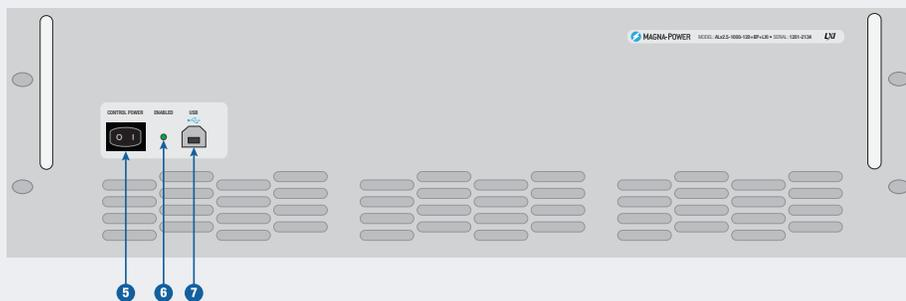 MAGNA-POWER MODEL: ALx2.5-1000-120+BP+LXI • SERIAL: 1201-2134 LXI
CONTROL POWER ENABLED USB
O I
5 6 7